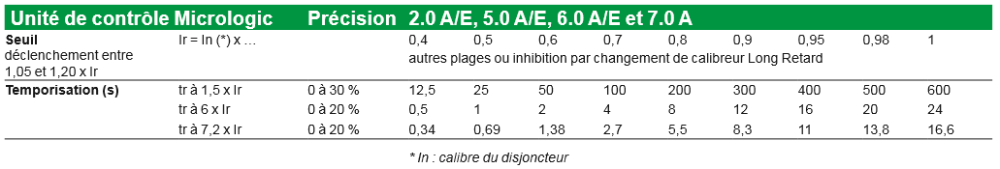 Unité de contrôle Micrologic Précision 2.0 A/E, 5.0 A/E, 6.0 A/E et 7.0 A
Seuil Ir = In (*) x … 0,4 0,5 0,6 0,7 0,8 0,9 0,95 0,98 1
déclenchement entre autres plages ou inhibition par changement de calibreur Long Retard
1,05 et 1,20 x Ir
Temporisation (s) tr à 1,5 x Ir 0 à 30 % 12,5 25 50 100 200 300 400 500 600
tr à 6 x Ir 0 à 20 % 0,5 1 2 4 8 12 16 20 24
tr à 7,2 x Ir 0 à 20 % 0,34 0,69 1,38 2,7 5,5 8,3 11 13,8 16,6
* In : calibre du disjoncteur